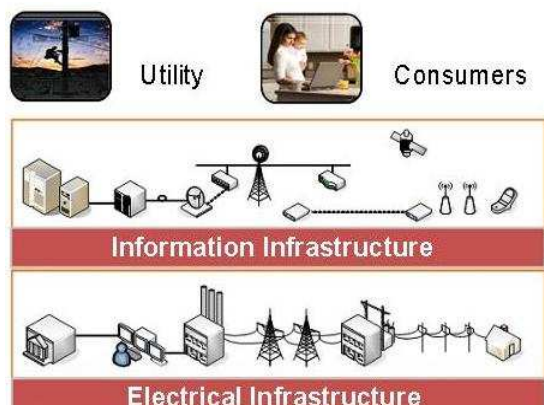 Utility
Consumers
Information Infrastructure
Electrical Infrastructure